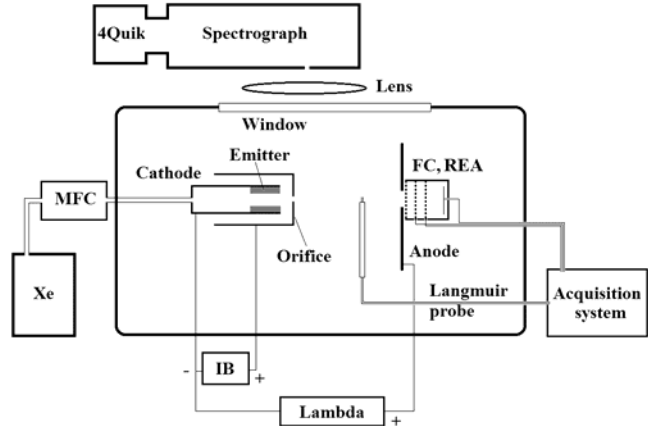 4Quik
Spectrograph
Lens
Window
Emitter
FC, REA
Cathode
MFC
Orifice
Anode
Xe
Langmuir
probe
Acquisition
system
- IB +
Lambda +